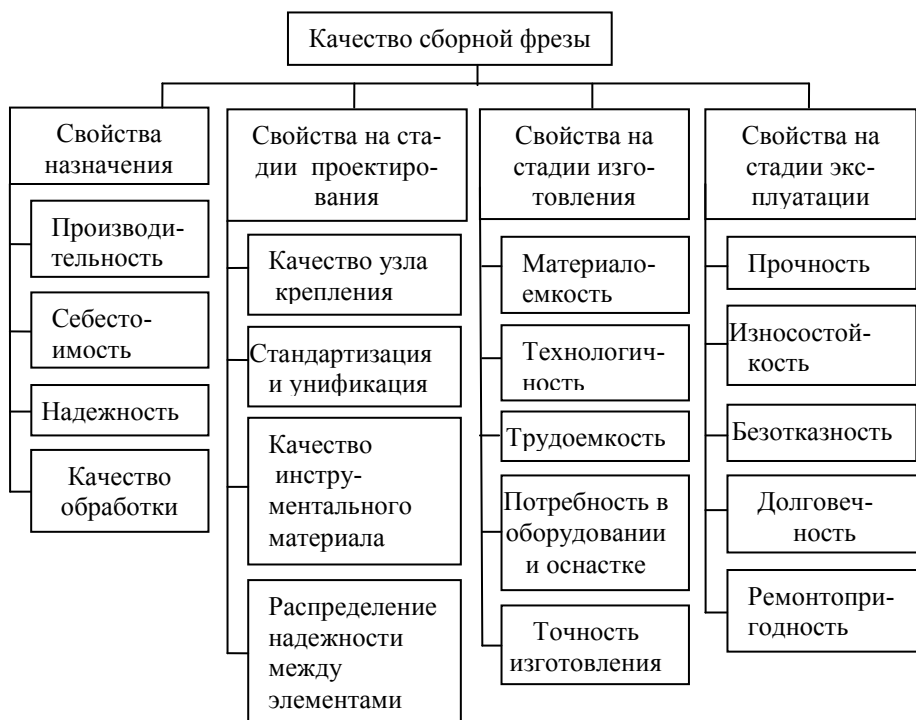 Качество сборной фрезы
Свойства
назначения
Производи-
тельность
Себесто-
имость
Надежность
Качество
обработки
Свойства на ста-
дии проектиро-
вания
Качество узла
крепления
Стандартизация
и унификация
Качество
инстру-
ментального
материала
Распределение
надежности
между
элементами
Свойства на
стадии изго-
товления
Материало-
емкость
Технологич-
ность
Трудоемкость
Потребность в
оборудовании
и оснастке
Точность
изготовления
Свойства на
стадии экс-
плуатации
Прочность
Износостой-
кость
Безотказность
Долговеч-
ность
Ремонтопри-
годность